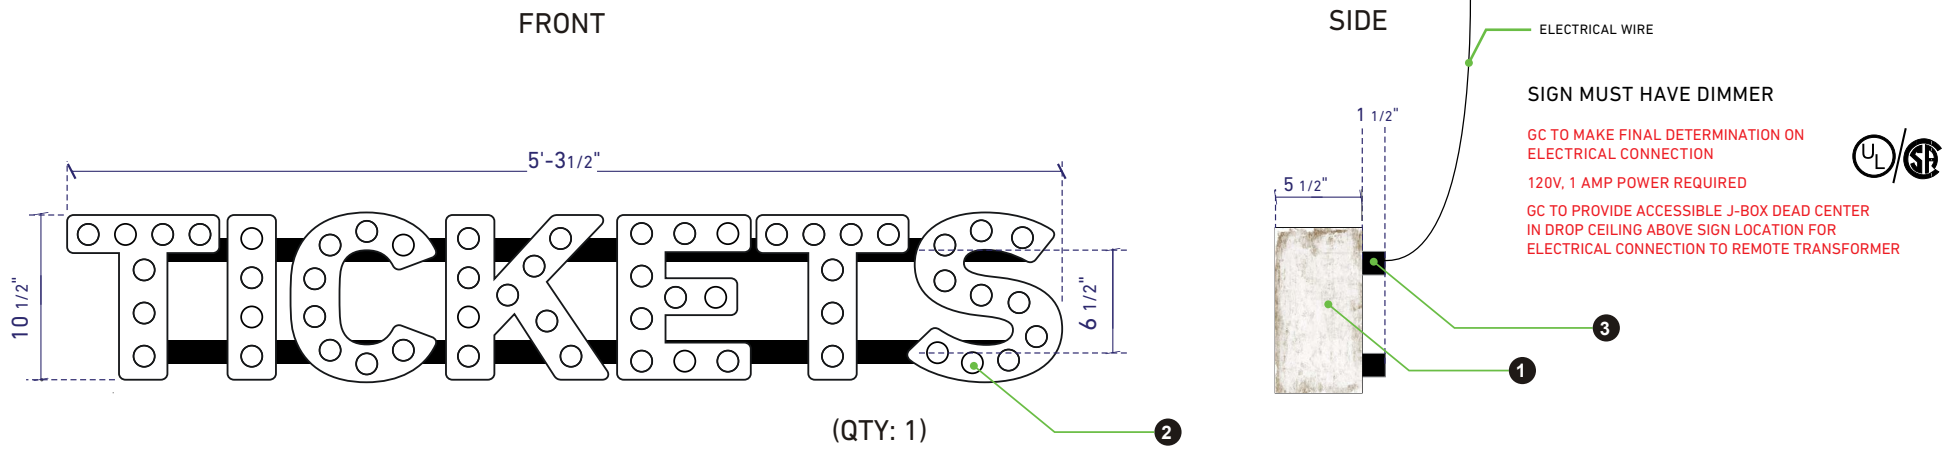 FRONT
SIDE
ELECTRICAL WIRE
SIGN MUST HAVE DIMMER
GC TO MAKE FINAL DETERMINATION ON
ELECTRICAL CONNECTION
120V, 1 AMP POWER REQUIRED
GC TO PROVIDE ACCESSIBLE J-BOX DEAD CENTER
IN DROP CEILING ABOVE SIGN LOCATION FOR
ELECTRICAL CONNECTION TO REMOTE TRANSFORMER
UL/SA
1 1/2"
5 1/2"
5'-31/2"
10 1/2"
TICKETS
6 1/2"
3
1
2
(QTY: 1)